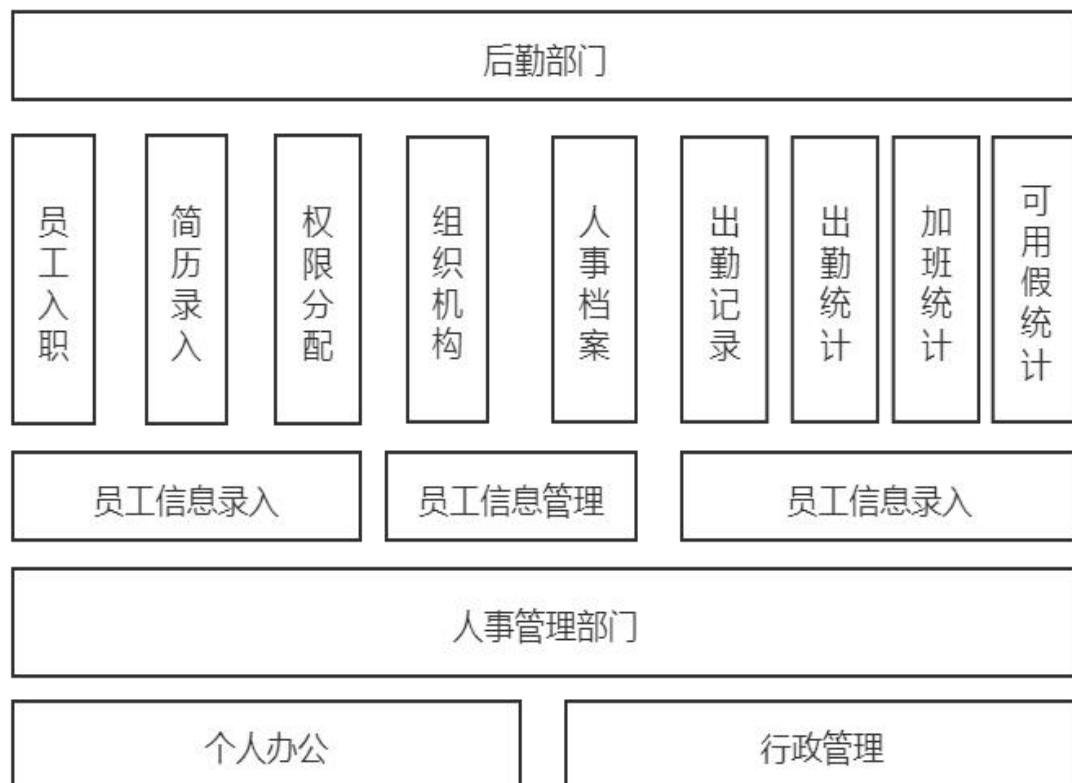 后勤部门
员工入职
简历录入
权限分配
组织机构
人事档案
出勤记录
出勤统计
加班统计
可用假统计
员工信息录入
员工信息管理
员工信息录入
人事管理部门
个人办公
行政管理